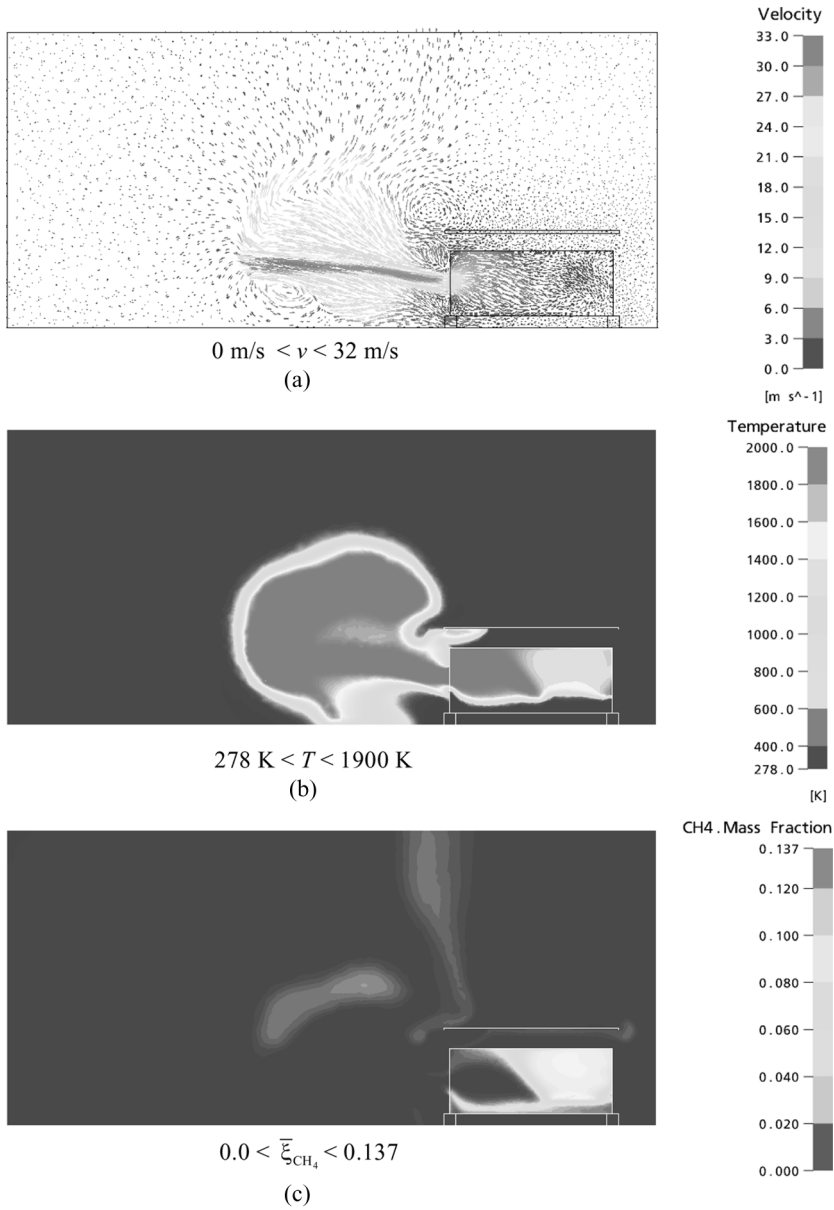 Velocity
33.0
30.0
27.0
24.0
21.0
18.0
15.0
12.0
9.0
6.0
3.0
0.0
[m s^-1]
0 m/s < v < 32 m/s
(a)
Temperature
2000.0
1800.0
1600.0
1400.0
1200.0
1000.0
800.0
600.0
400.0
278.0
[K]
278 K < T < 1900 K
(b)
CH4.Mass Fraction
0.137
0.120
0.100
0.080
0.060
0.040
0.020
0.000
0.0 < ξ̅CH₄ < 0.137
(c)